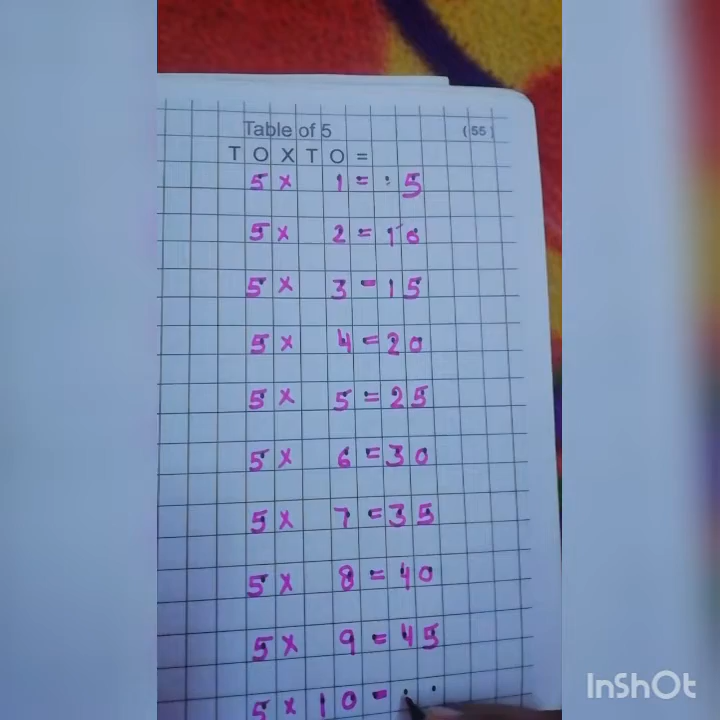 Table of 5 (55)
T O X T O =
5 × 1 = 5
5 × 2 = 10
5 × 3 = 15
5 × 4 = 20
5 × 5 = 25
5 × 6 = 30
5 × 7 = 35
5 × 8 = 40
5 × 9 = 45
5 × 10 =
InShOt